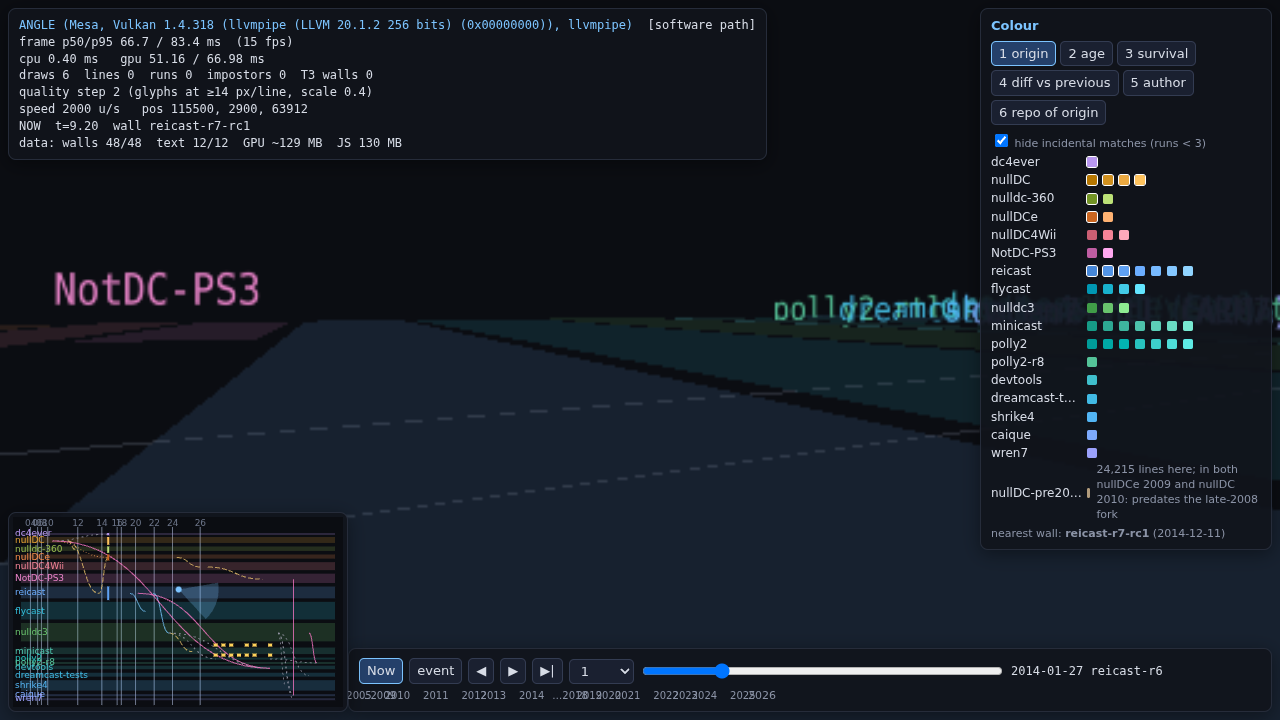 ANGLE (Mesa, Vulkan 1.4.318 (llvmpipe (LLVM 20.1.2 256 bits) (0x00000000)), llvmpipe) [software path]
frame p50/p95 66.7 / 83.4 ms (15 fps)
cpu 0.40 ms gpu 51.16 / 66.98 ms
draws 6 lines 0 runs 0 impostors 0 T3 walls 0
quality step 2 (glyphs at ≥14 px/line, scale 0.4)
speed 2000 u/s pos 115500, 2900, 63912
NOW t=9.20 wall reicast-r7-rc1
data: walls 48/48 text 12/12 GPU ~129 MB JS 130 MB
Colour
1 origin 2 age 3 survival
4 diff vs previous 5 author
6 repo of origin
hide incidental matches (runs < 3)
dc4ever
nullDC
nulldc-360
nullDCe
nullDC4Wii
NotDC-PS3
reicast
flycast
nulldc3
minicast
polly2
polly2-r8
devtools
dreamcast-t...
shrike4
caique
wren7
nullDC-pre20... 24,215 lines here; in both
nullDCe 2009 and nullDC
2010: predates the late-2008
fork
nearest wall: reicast-r7-rc1 (2014-12-11)
NotDC-PS3
12 14 18 20 22 24 26
dc4ever
nullDC
nulldc-360
nullDCe
nullDC4Wii
NotDC-PS3
reicast
flycast
nulldc3
minicast
devtools
dreamcast-tests
shrike4
caique
wren7
Now event ◀ ▶ ▶| 1 2014-01-27 reicast-r6
2010 2011 2012 2013 2014 2021 2024 2026